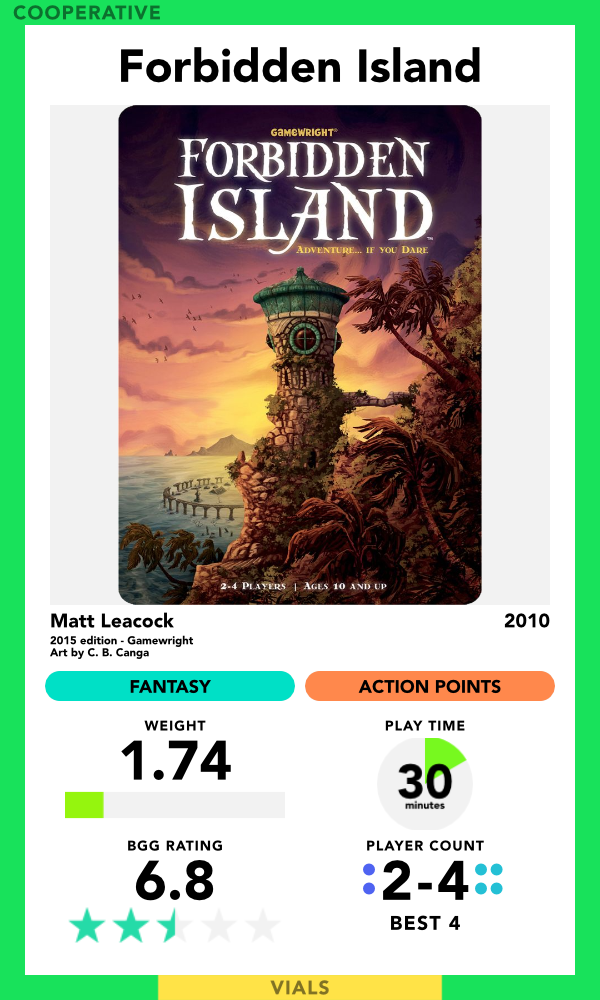 COOPERATIVE
Forbidden Island
GAMEWRIGHT®
FORBIDDEN
ISLAND™
ADVENTURE... IF YOU DARE
2-4 PLAYERS | AGES 10 AND UP
Matt Leacock 2010
2015 edition - Gamewright
Art by C. B. Canga
FANTASY ACTION POINTS
WEIGHT PLAY TIME
1.74 30
minutes
BGG RATING PLAYER COUNT
6.8 2-4
BEST 4
VIALS